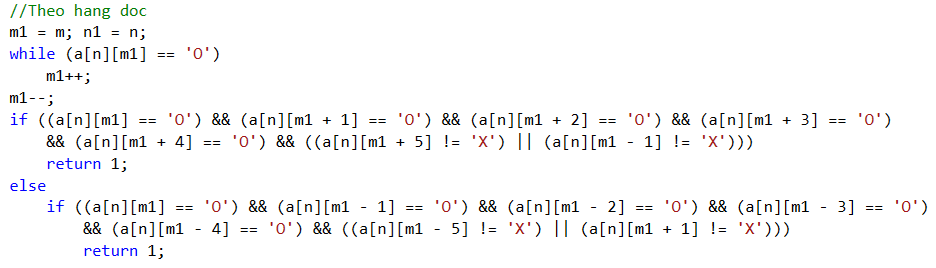 //Theo hang doc
m1 = m; n1 = n;
while (a[n][m1] == 'O')
    m1++;
m1--;
if ((a[n][m1] == 'O') && (a[n][m1 + 1] == 'O') && (a[n][m1 + 2] == 'O') && (a[n][m1 + 3] == 'O')
    && (a[n][m1 + 4] == 'O') && ((a[n][m1 + 5] != 'X') || (a[n][m1 - 1] != 'X')))
    return 1;
else
    if ((a[n][m1] == 'O') && (a[n][m1 - 1] == 'O') && (a[n][m1 - 2] == 'O') && (a[n][m1 - 3] == 'O')
        && (a[n][m1 - 4] == 'O') && ((a[n][m1 - 5] != 'X') || (a[n][m1 + 1] != 'X')))
        return 1;